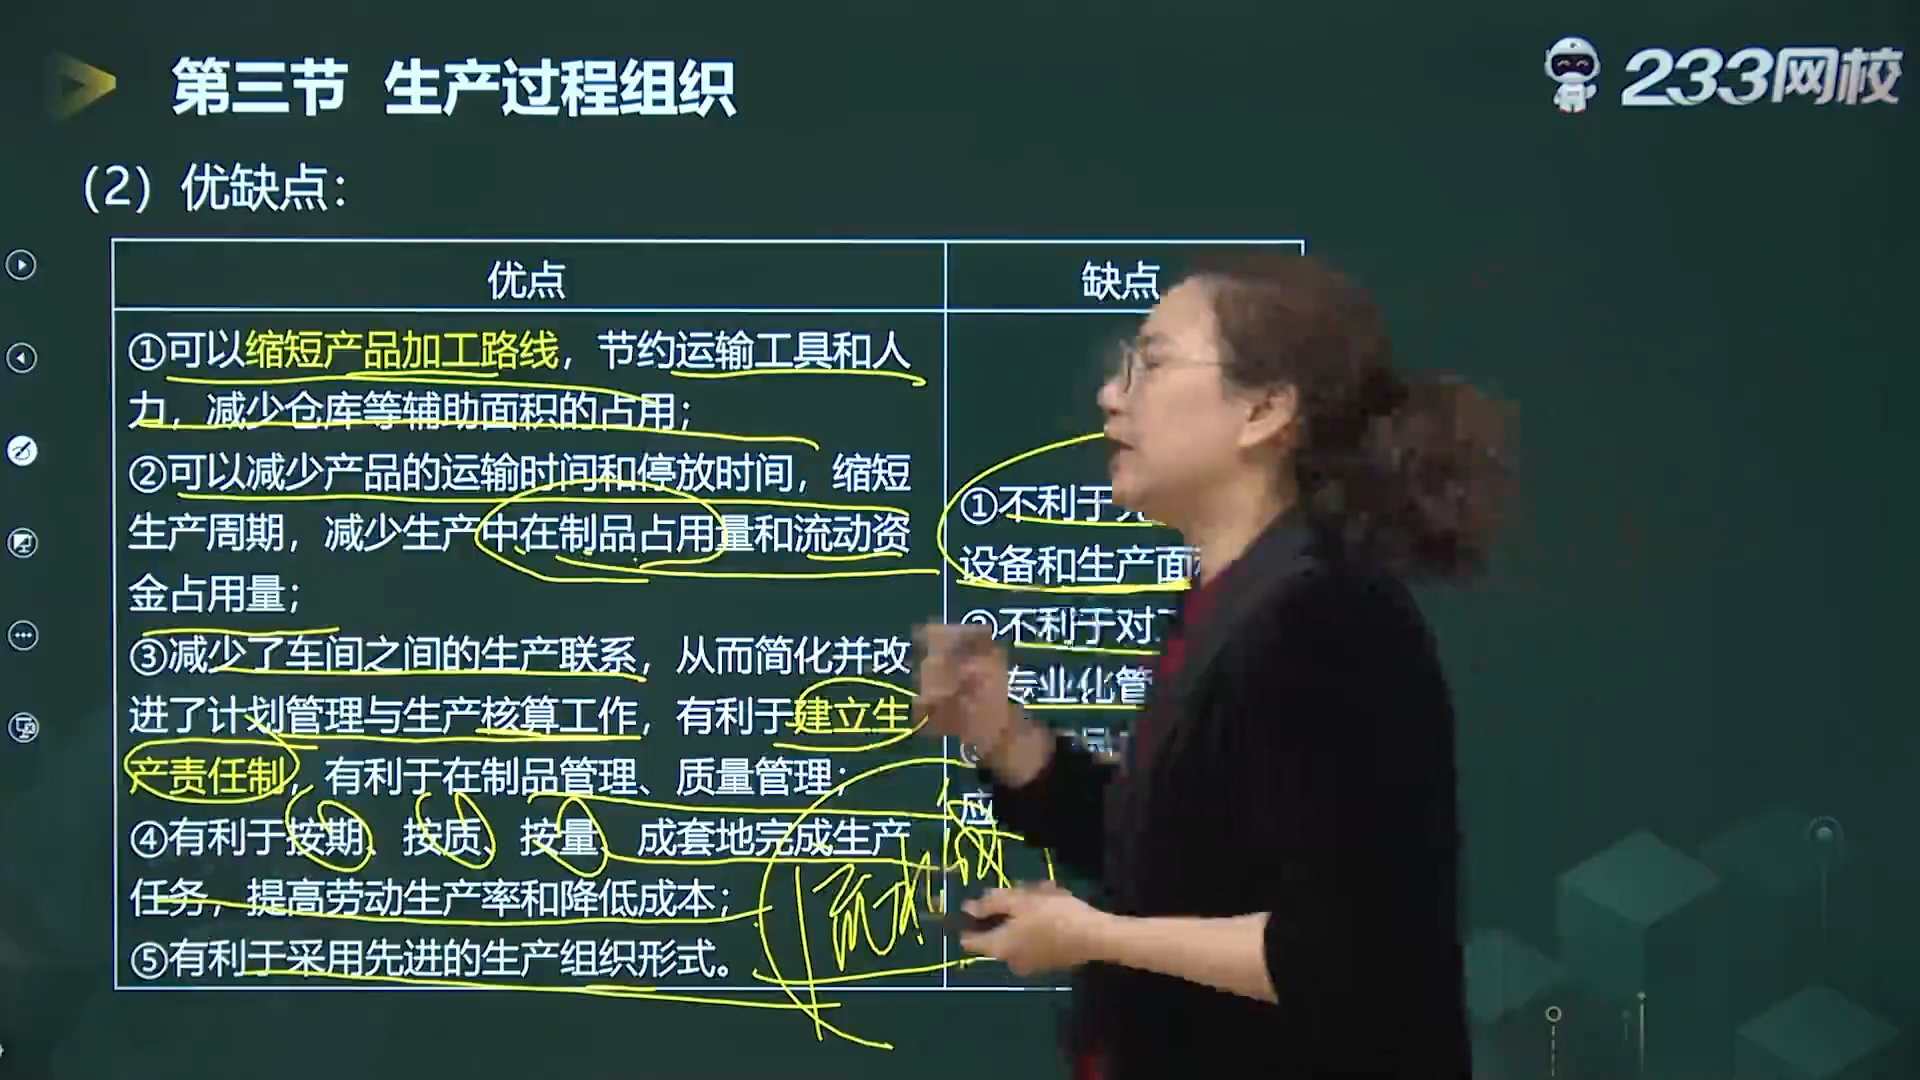 第三节 生产过程组织
233网校
(2) 优缺点：
优点
缺点
①可以缩短产品加工路线，节约运输工具和人
力，减少仓库等辅助面积的占用；
②可以减少产品的运输时间和停放时间，缩短
生产周期，减少生产中在制品占用量和流动资
金占用量；
③减少了车间之间的生产联系，从而简化并改
进了计划管理与生产核算工作，有利于建立生
产责任制，有利于在制品管理、质量管理；
④有利于按期、按质、按量、成套地完成生产
任务，提高劳动生产率和降低成本；
⑤有利于采用先进的生产组织形式。
①不利于
设备和生产面
②不利于对
专业化管
应
流水线